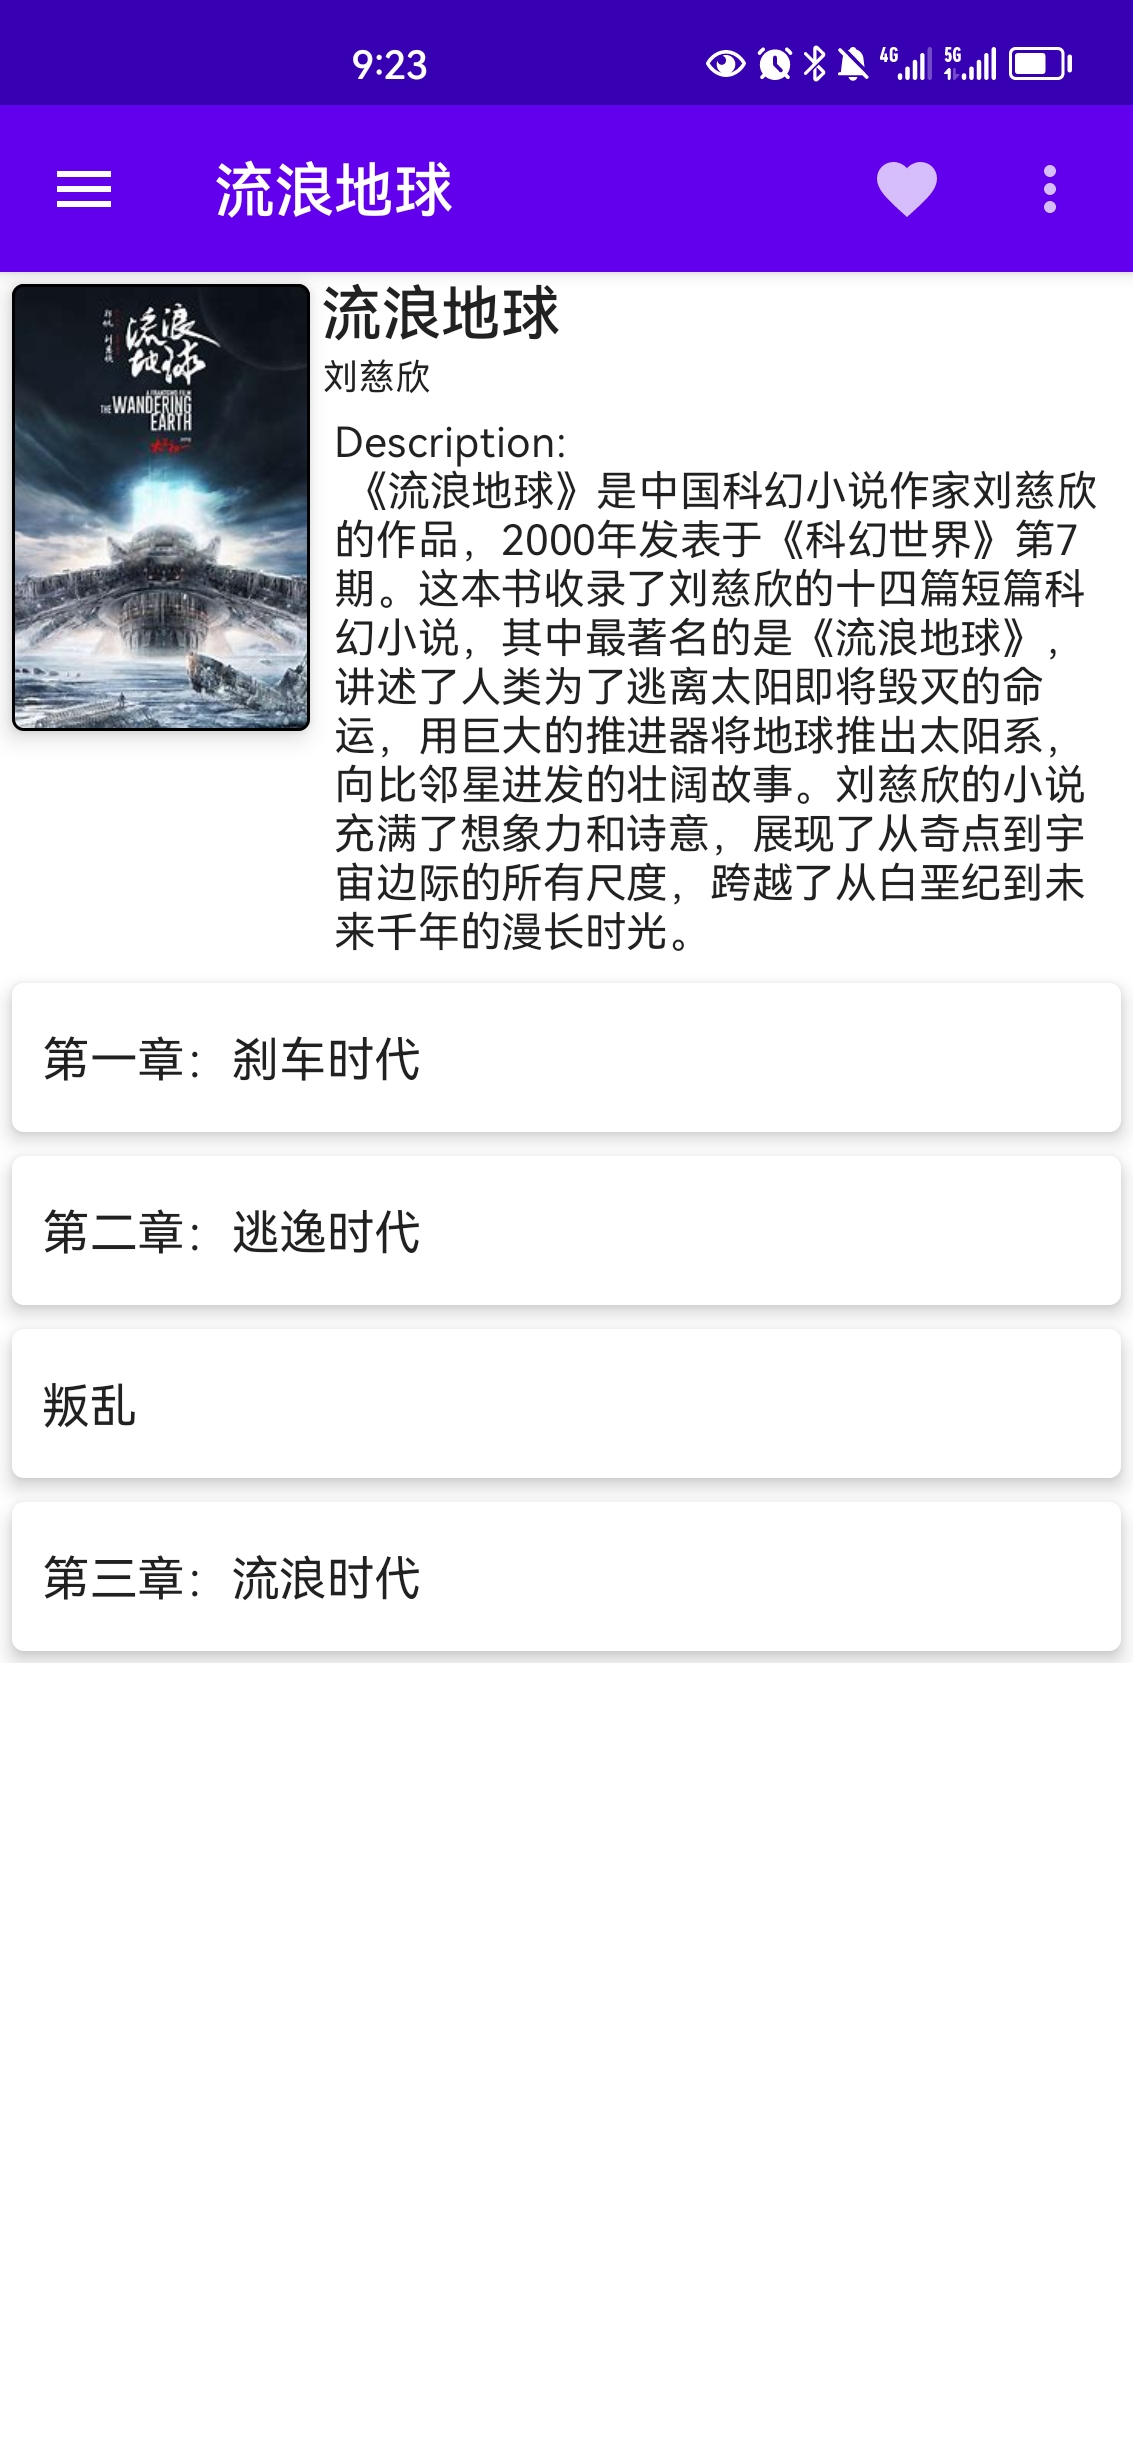 9:23
4G
5G
流浪地球
流浪
地球
THE WANDERING
EARTH
流浪地球
刘慈欣
Description:
《流浪地球》是中国科幻小说作家刘慈欣
的作品，2000年发表于《科幻世界》第7
期。这本书收录了刘慈欣的十四篇短篇科
幻小说，其中最著名的是《流浪地球》，
讲述了人类为了逃离太阳即将毁灭的命
运，用巨大的推进器将地球推出太阳系，
向比邻星进发的壮阔故事。刘慈欣的小说
充满了想象力和诗意，展现了从奇点到宇
宙边际的所有尺度，跨越了从白垩纪到未
来千年的漫长时光。
第一章：刹车时代
第二章：逃逸时代
叛乱
第三章：流浪时代